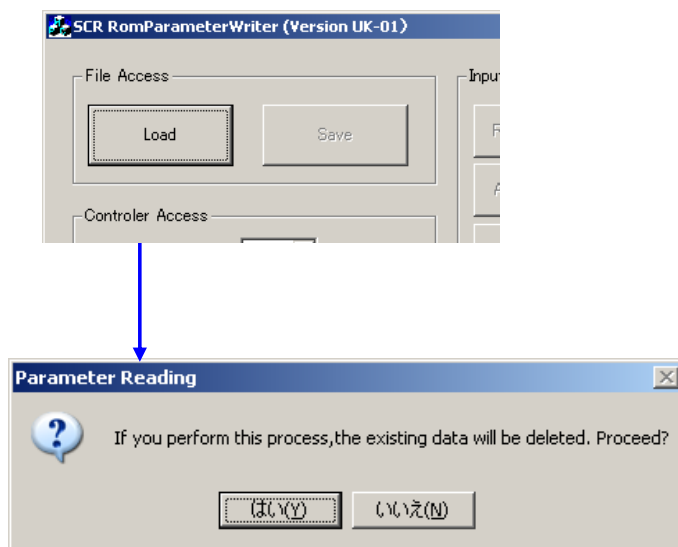 SCR RomParameterWriter (Version UK-01)
File Access
Load
Save
Controler Access
Parameter Reading
If you perform this process,the existing data will be deleted. Proceed?
はい(Y)
いいえ(N)